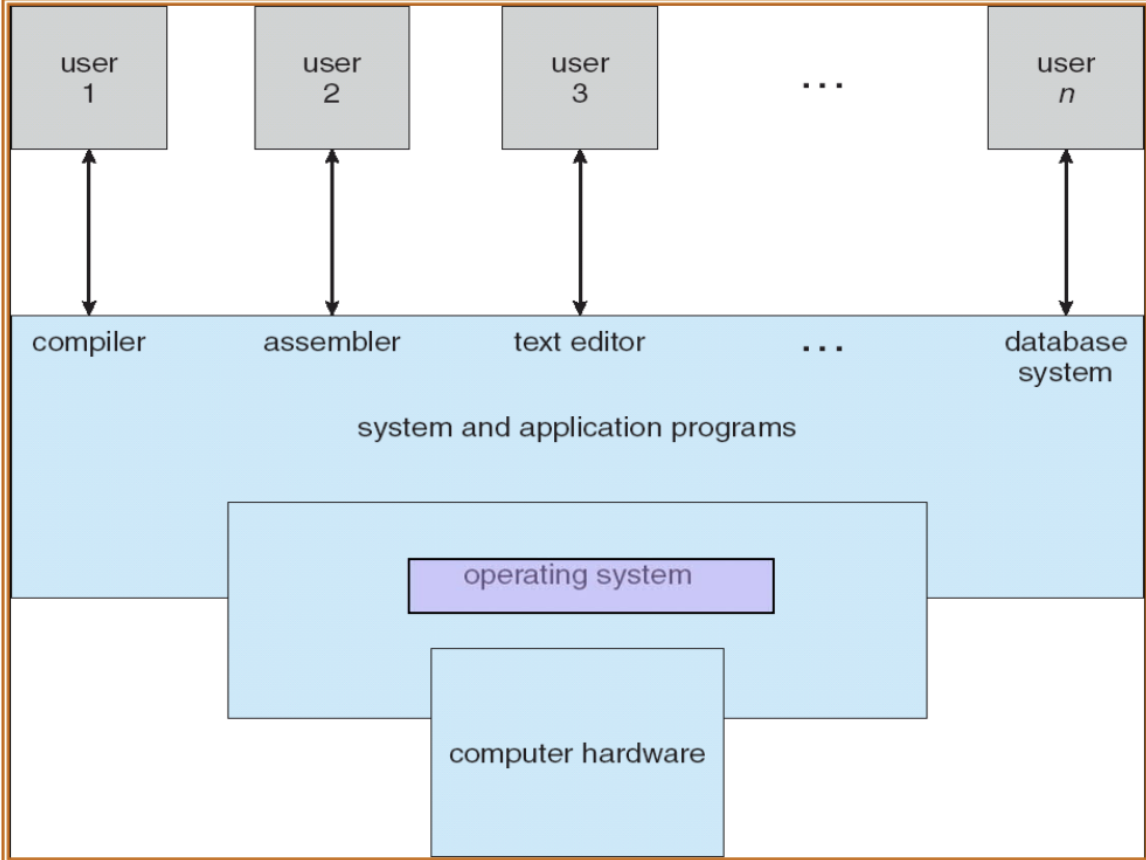 user
1
user
2
user
3
...
user
n
compiler
assembler
text editor
...
database
system
system and application programs
operating system
computer hardware